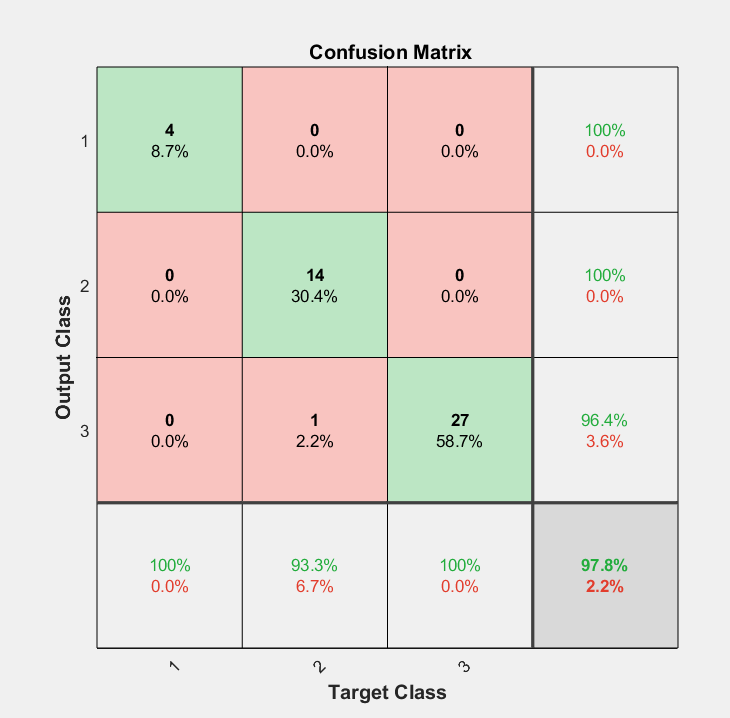 Confusion Matrix
4 0 0 100%
8.7% 0.0% 0.0% 0.0%
1
0 14 0 100%
0.0% 30.4% 0.0% 0.0%
2
0 1 27 96.4%
0.0% 2.2% 58.7% 3.6%
3
100% 93.3% 100% 97.8%
0.0% 6.7% 0.0% 2.2%
1 2 3
Output Class
Target Class